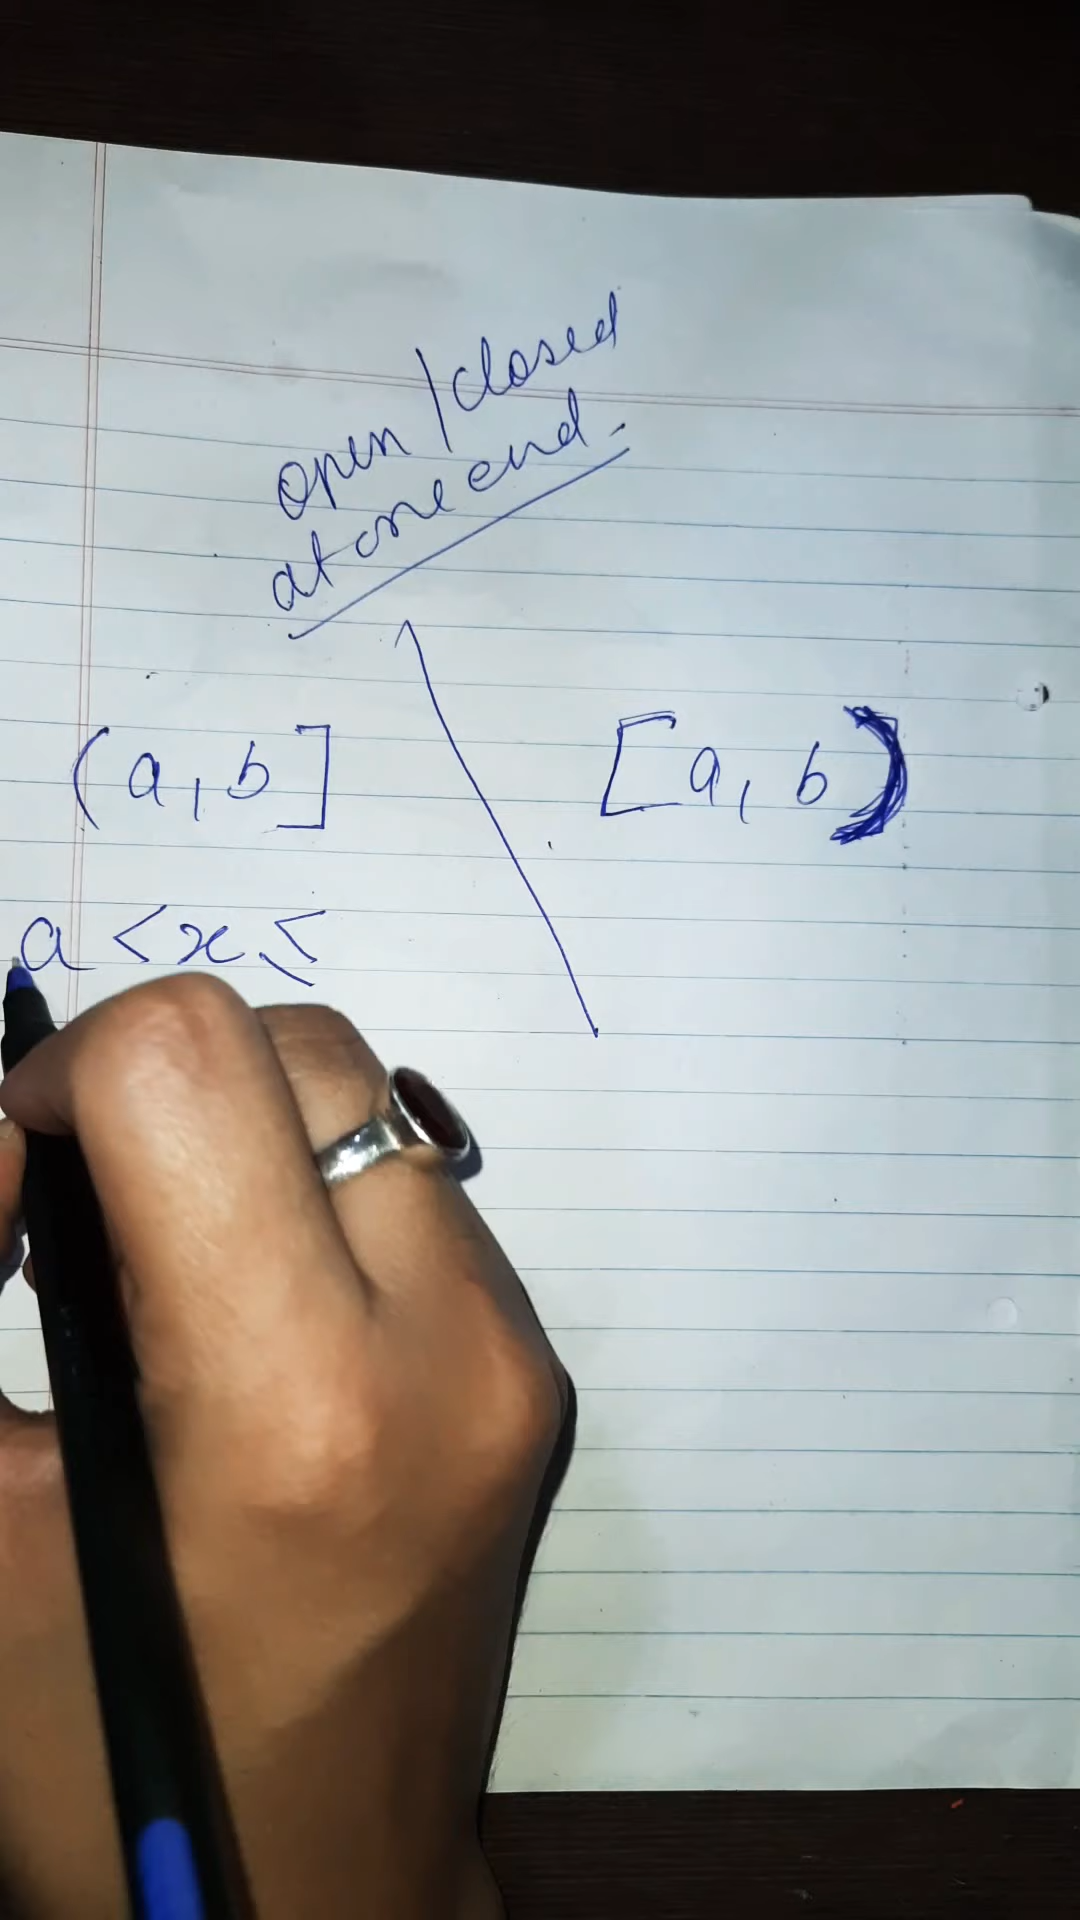 open/closed
at one end.
(a, b]
[a, b)
a < x ≤